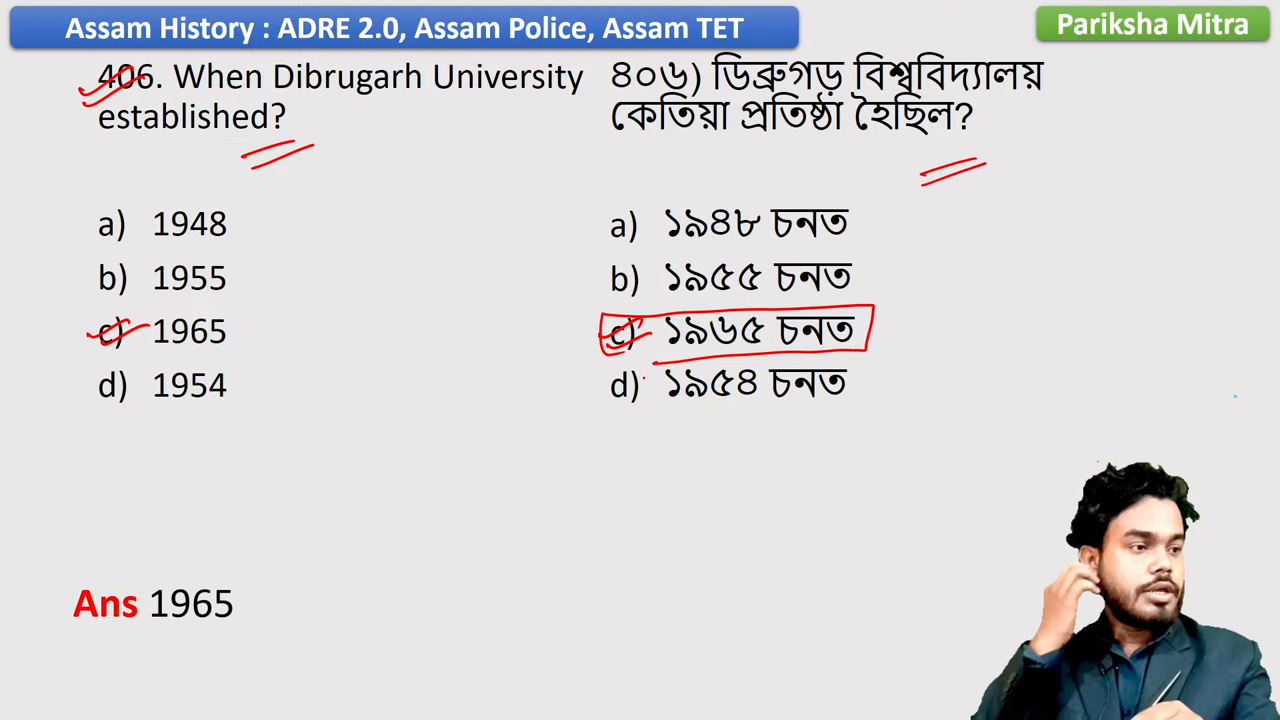 Assam History : ADRE 2.0, Assam Police, Assam TET
Pariksha Mitra
406. When Dibrugarh University
established?
a) 1948
b) 1955
c) 1965
d) 1954
৪০৬) ডিব্ৰুগড় বিশ্ববিদ্যালয়
কেতিয়া প্ৰতিষ্ঠা হৈছিল?
a) ১৯৪৮ চনত
b) ১৯৫৫ চনত
c) ১৯৬৫ চনত
d) ১৯৫৪ চনত
Ans 1965